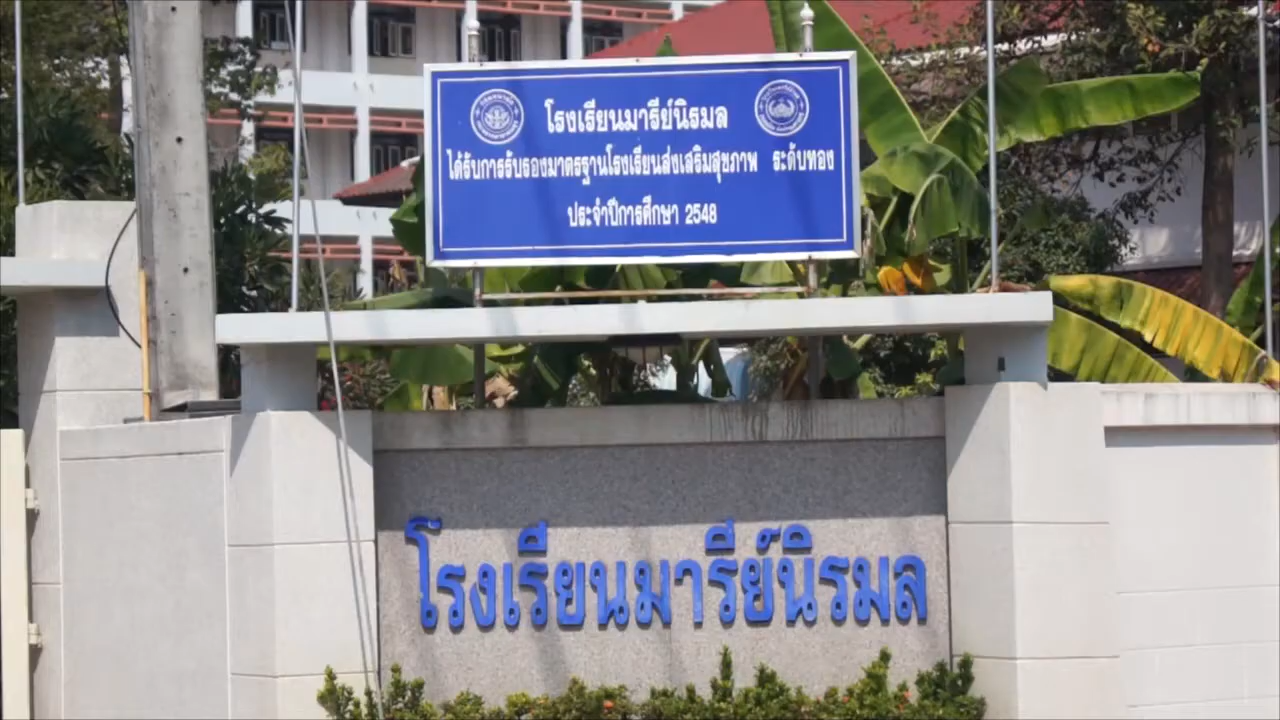 โรงเรียนมารีย์นิรมล
ได้รับการรับรองมาตรฐานโรงเรียนส่งเสริมสุขภาพ ระดับทอง
ประจำปีการศึกษา 2548
โรงเรียนมารีย์นิรมล